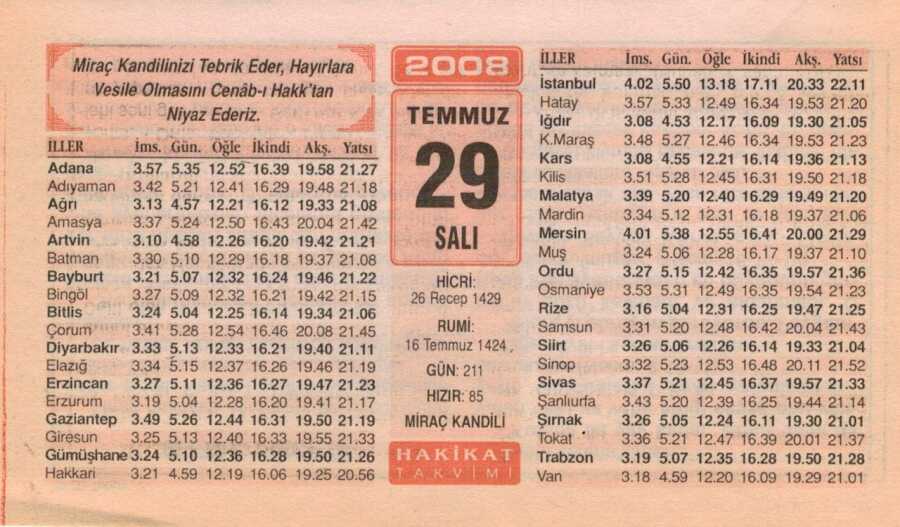 Miraç Kandilinizi Tebrik Eder, Hayırlara
Vesile Olmasını Cenâb-ı Hakk'tan
Niyaz Ederiz.
İLLER İms. Gün. Öğle İkindi Akş. Yatsı
Adana 3.57 5.35 12.52 16.39 19.58 21.27
Adıyaman 3.42 5.21 12.41 16.29 19.48 21.18
Ağrı 3.13 4.57 12.21 16.12 19.33 21.08
Amasya 3.37 5.24 12.50 16.43 20.04 21.42
Artvin 3.10 4.58 12.26 16.20 19.42 21.21
Batman 3.30 5.10 12.29 16.18 19.37 21.08
Bayburt 3.21 5.07 12.32 16.24 19.46 21.22
Bingöl 3.27 5.09 12.32 16.21 19.42 21.15
Bitlis 3.24 5.04 12.25 16.14 19.34 21.06
Çorum 3.41 5.28 12.54 16.46 20.08 21.45
Diyarbakır 3.33 5.13 12.33 16.21 19.40 21.11
Elazığ 3.34 5.15 12.37 16.26 19.46 21.19
Erzincan 3.27 5.11 12.36 16.27 19.47 21.23
Erzurum 3.19 5.04 12.28 16.20 19.41 21.17
Gaziantep 3.49 5.26 12.44 16.31 19.50 21.19
Giresun 3.25 5.13 12.40 16.33 19.55 21.33
Gümüşhane 3.24 5.10 12.36 16.28 19.50 21.26
Hakkari 3.21 4.59 12.19 16.06 19.25 20.56
2008
TEMMUZ
29
SALI
HİCRİ:
26 Recep 1429
RUMİ:
16 Temmuz 1424
GÜN: 211
HIZIR: 85
MİRAÇ KANDİLİ
HAKİKAT
TAKVİMİ
İLLER İms. Gün. Öğle İkindi Akş. Yatsı
İstanbul 4.02 5.50 13.18 17.11 20.33 22.11
Hatay 3.57 5.33 12.49 16.34 19.53 21.20
Iğdır 3.08 4.53 12.17 16.09 19.30 21.05
K.Maraş 3.48 5.27 12.46 16.34 19.53 21.23
Kars 3.08 4.55 12.21 16.14 19.36 21.13
Kilis 3.51 5.28 12.45 16.31 19.50 21.18
Malatya 3.39 5.20 12.40 16.29 19.49 21.20
Mardin 3.34 5.12 12.31 16.18 19.37 21.06
Mersin 4.01 5.38 12.55 16.41 20.00 21.29
Muş 3.24 5.06 12.28 16.17 19.37 21.10
Ordu 3.27 5.15 12.42 16.35 19.57 21.36
Osmaniye 3.53 5.31 12.49 16.35 19.54 21.23
Rize 3.16 5.04 12.31 16.25 19.47 21.25
Samsun 3.31 5.20 12.48 16.42 20.04 21.43
Siirt 3.26 5.06 12.26 16.14 19.33 21.04
Sinop 3.32 5.23 12.53 16.48 20.11 21.52
Sivas 3.37 5.21 12.45 16.37 19.57 21.33
Şanlıurfa 3.43 5.20 12.39 16.25 19.44 21.14
Şırnak 3.26 5.05 12.24 16.11 19.30 21.01
Tokat 3.36 5.21 12.47 16.39 20.01 21.37
Trabzon 3.19 5.07 12.35 16.28 19.50 21.28
Van 3.18 4.59 12.20 16.09 19.29 21.01